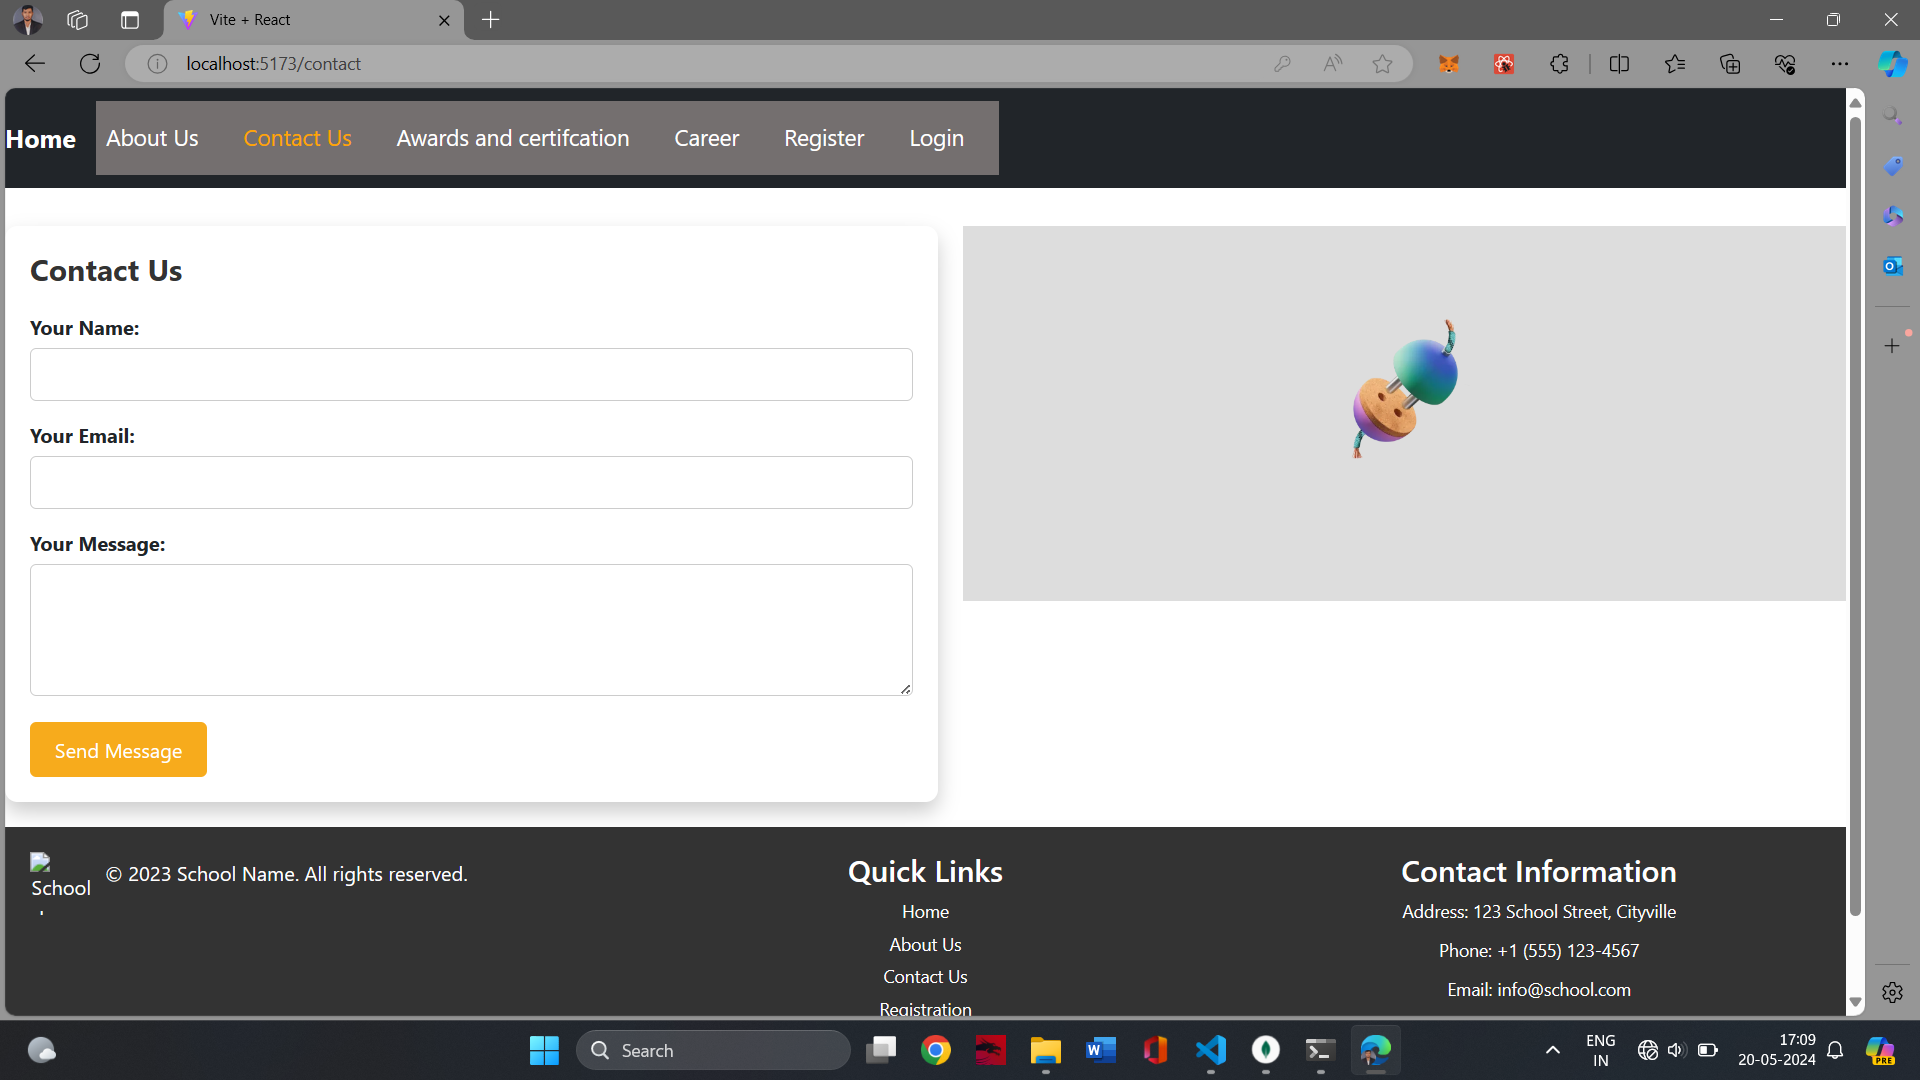 Vite + React
localhost:5173/contact
Home
About Us
Contact Us
Awards and certifcation
Career
Register
Login
Contact Us
Your Name:
Your Email:
Your Message:
Send Message
School
© 2023 School Name. All rights reserved.
Quick Links
Home
About Us
Contact Us
Registration
Contact Information
Address: 123 School Street, Cityville
Phone: +1 (555) 123-4567
Email: info@school.com
Search
ENG
IN
17:09
20-05-2024
PRE